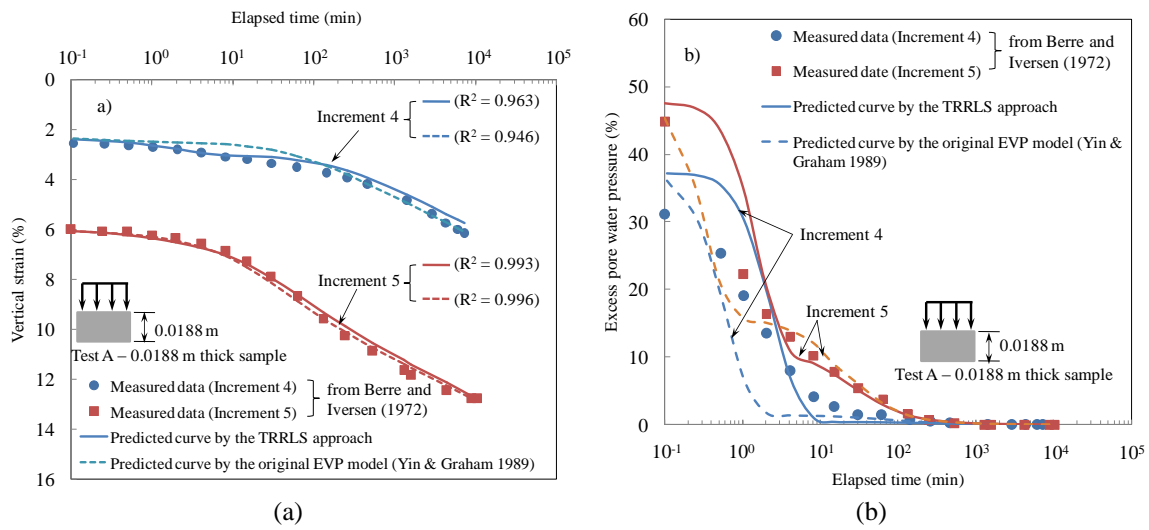 Elapsed time (min)
10-1 100 101 102 103 104 105
0
2
4
6
8
10
12
14
16
Vertical strain (%)
a)
(R2 = 0.963)
Increment 4
(R2 = 0.946)
(R2 = 0.993)
Increment 5
(R2 = 0.996)
0.0188 m
Test A – 0.0188 m thick sample
Measured data (Increment 4)
Measured data (Increment 5)
from Berre and
Iversen (1972)
Predicted curve by the TRRLS approach
Predicted curve by the original EVP model (Yin & Graham 1989)
(a)
60
50
40
30
20
10
0
Excess pore water pressure (%)
b)
Measured data (Increment 4)
Measured date (Increment 5)
from Berre and
Iversen (1972)
Predicted curve by the TRRLS approach
Predicted curve by the original EVP model (Yin &
Graham 1989)
Increment 4
Increment 5
0.0188 m
Test A – 0.0188 m thick sample
10-1 100 101 102 103 104 105
Elapsed time (min)
(b)